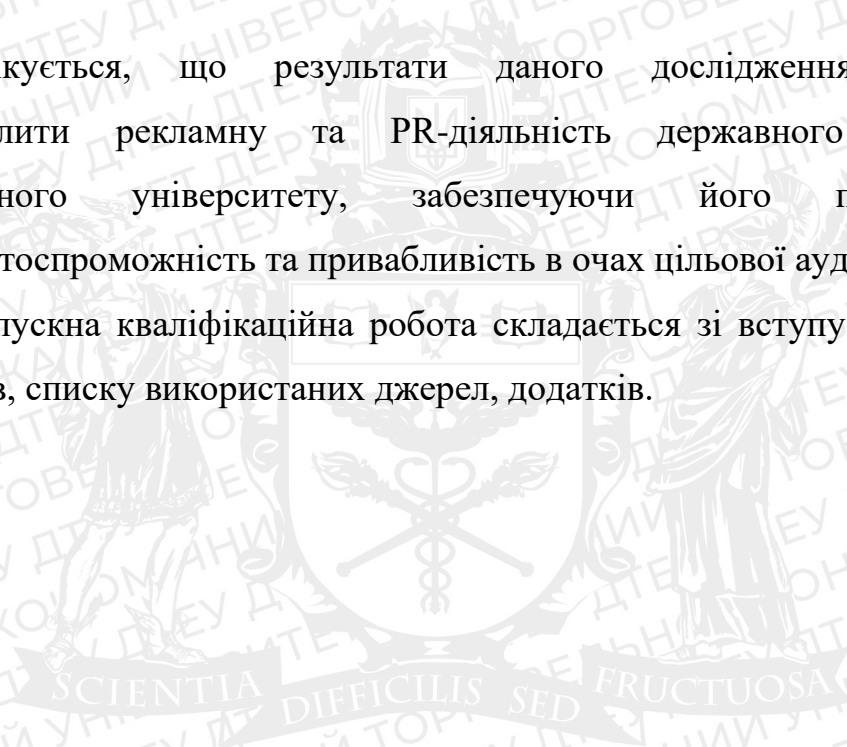 ікується, що результати даного дослідження
лити рекламну та PR-діяльність державного
ного університету, забезпечуючи його п
тоспроможність та привабливість в очах цільової ауд
пускна кваліфікаційна робота складається зі вступу
в, списку використаних джерел, додатків.
SCIENTIA DIFFICILIS SED FRUCTUOSA